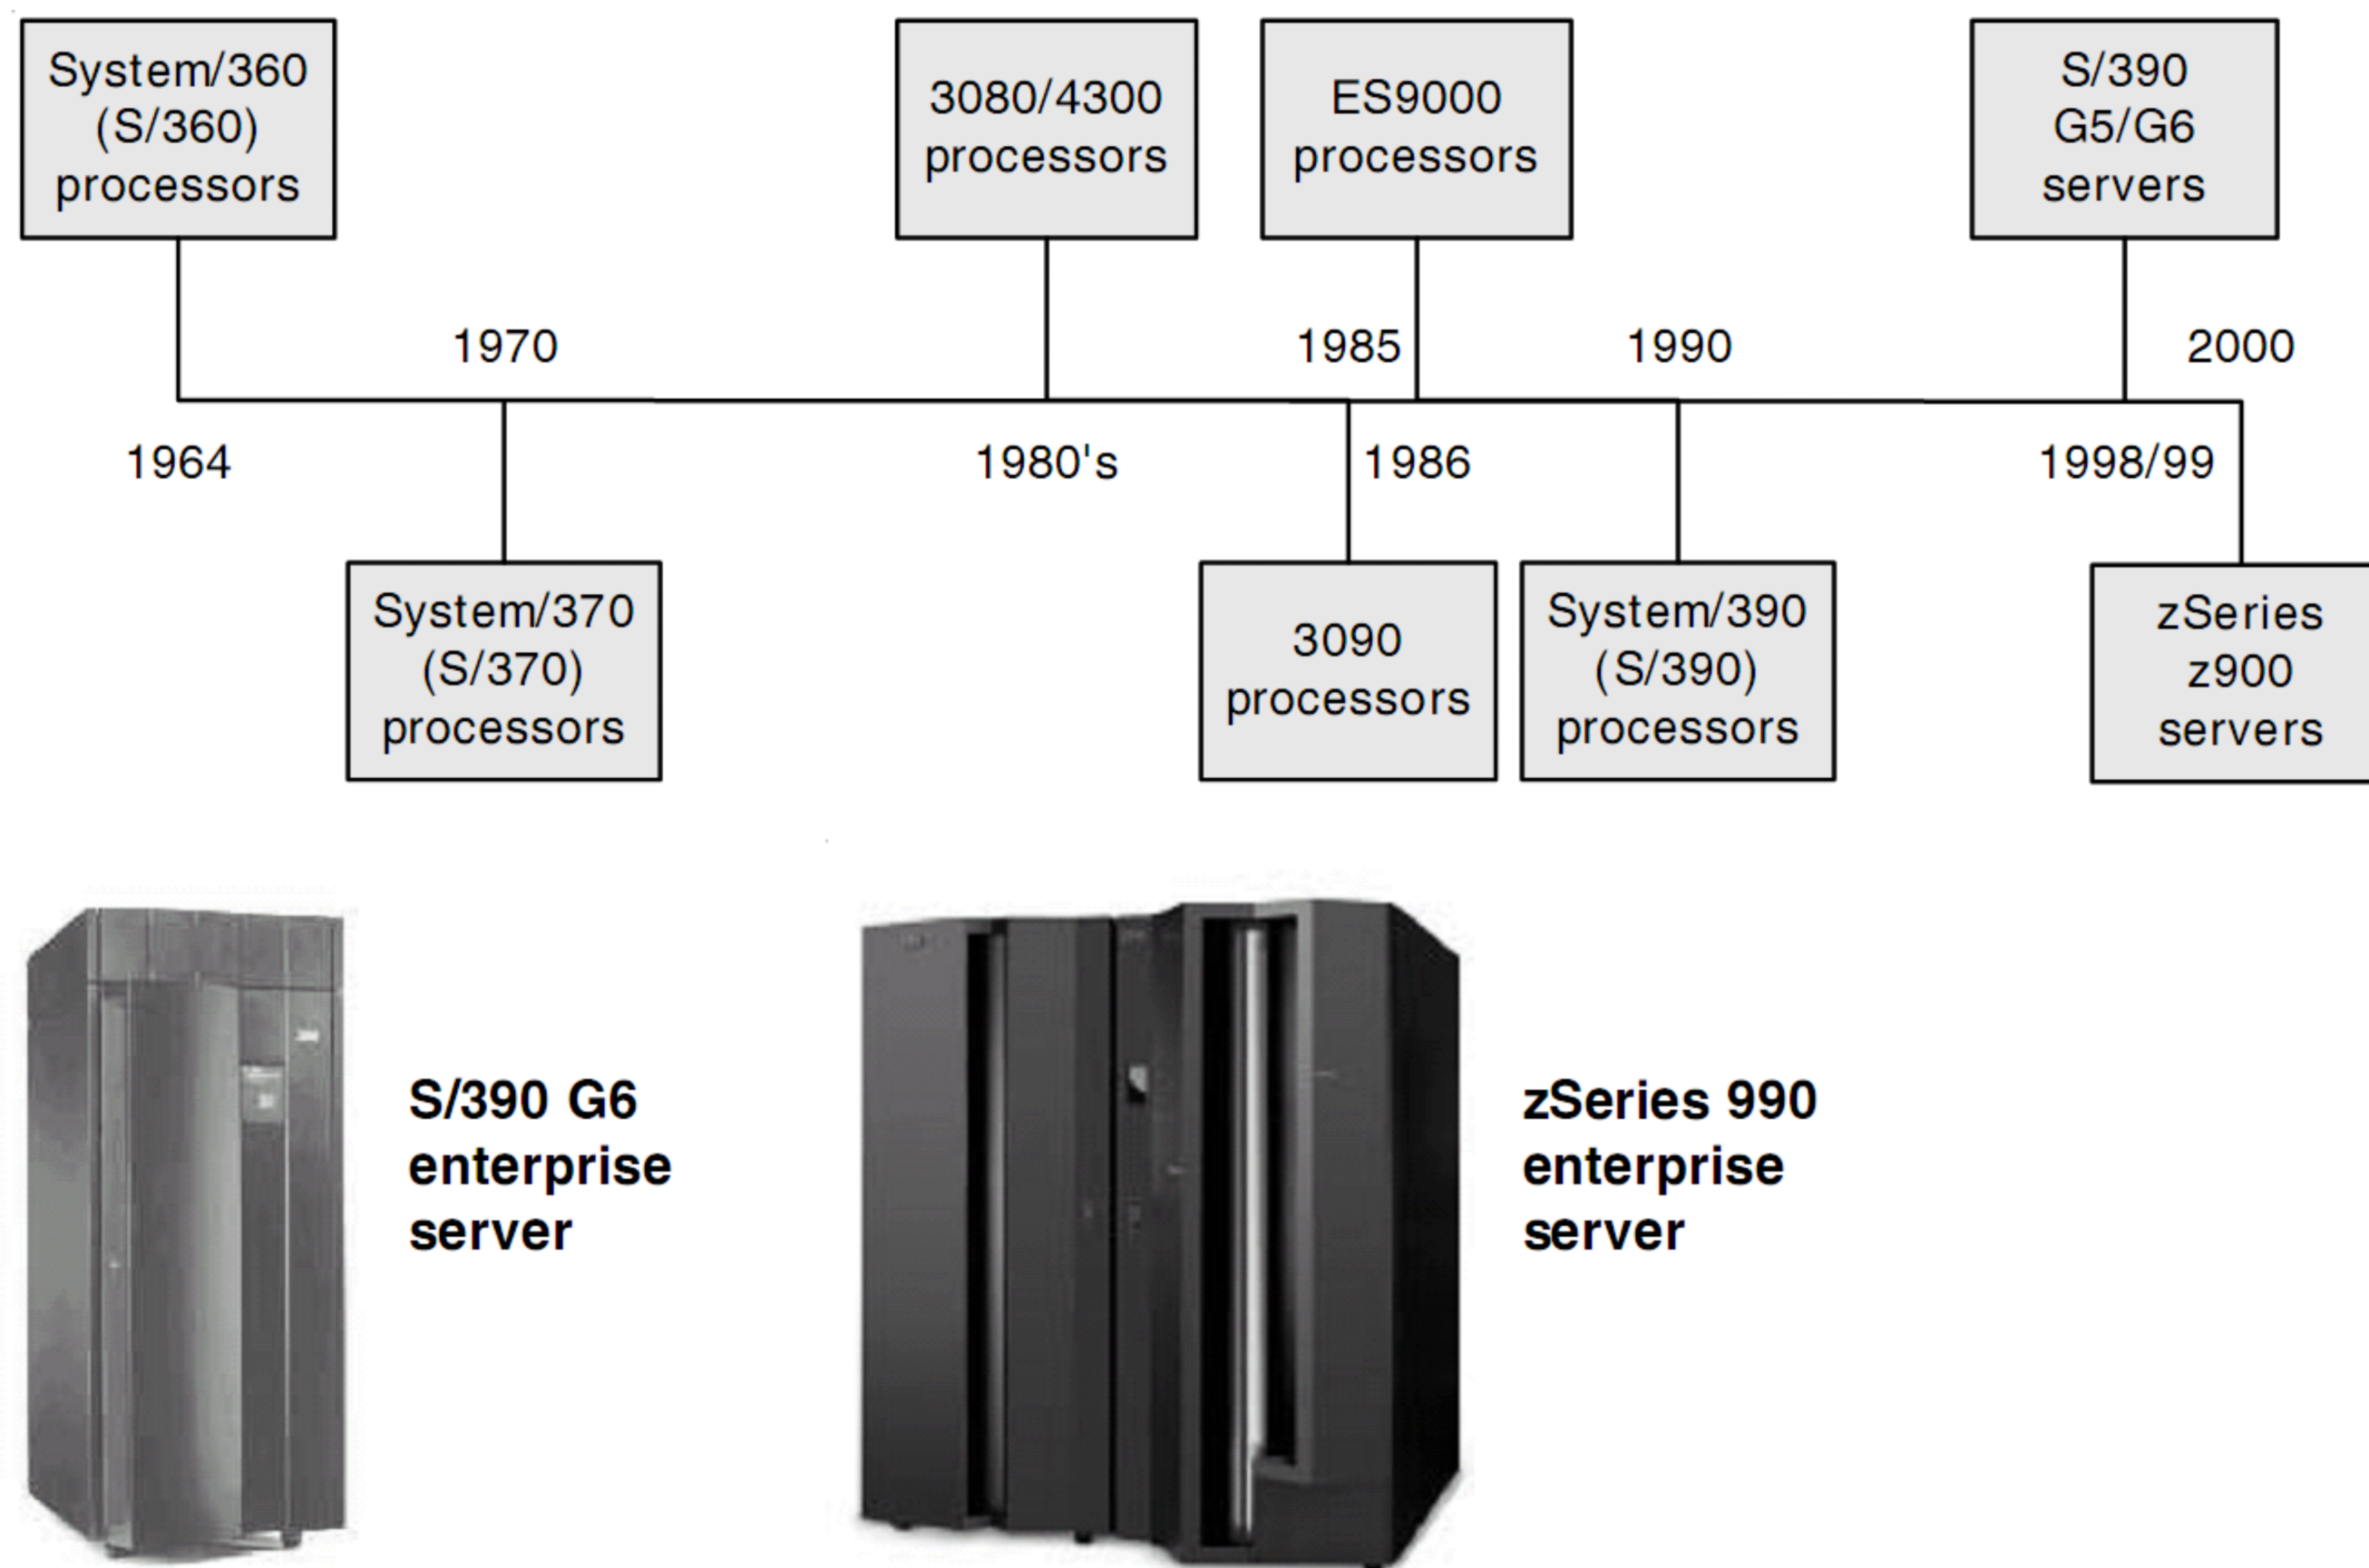 System/360
(S/360)
processors
3080/4300
processors
ES9000
processors
S/390
G5/G6
servers
1970
1985
1990
2000
1964
1980's
1986
1998/99
System/370
(S/370)
processors
3090
processors
System/390
(S/390)
processors
zSeries
z900
servers
S/390 G6
enterprise
server
zSeries 990
enterprise
server